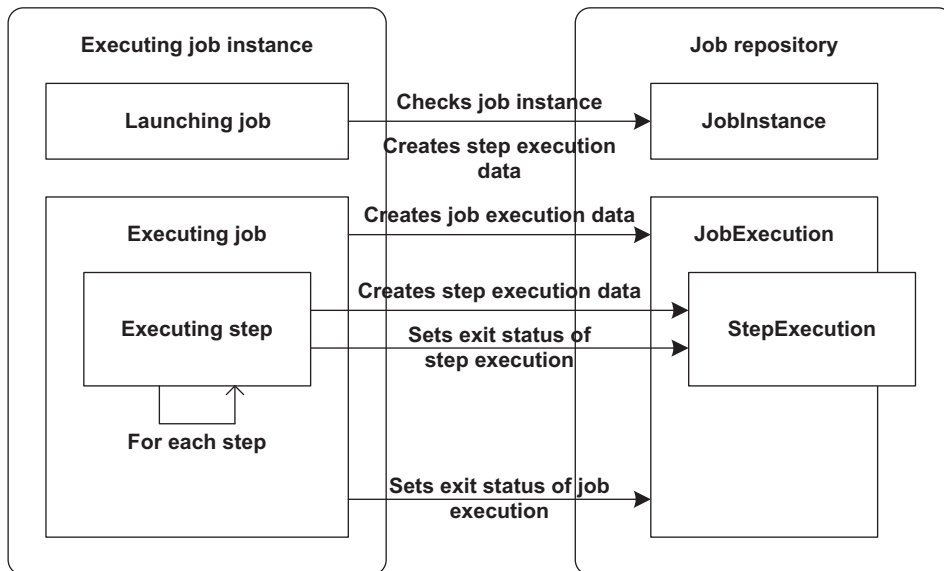 Executing job instance
Job repository
Launching job
Checks job instance
JobInstance
Creates step execution
data
Executing job
Creates job execution data
JobExecution
Creates step execution data
Executing step
StepExecution
Sets exit status of
step execution
For each step
Sets exit status of job
execution